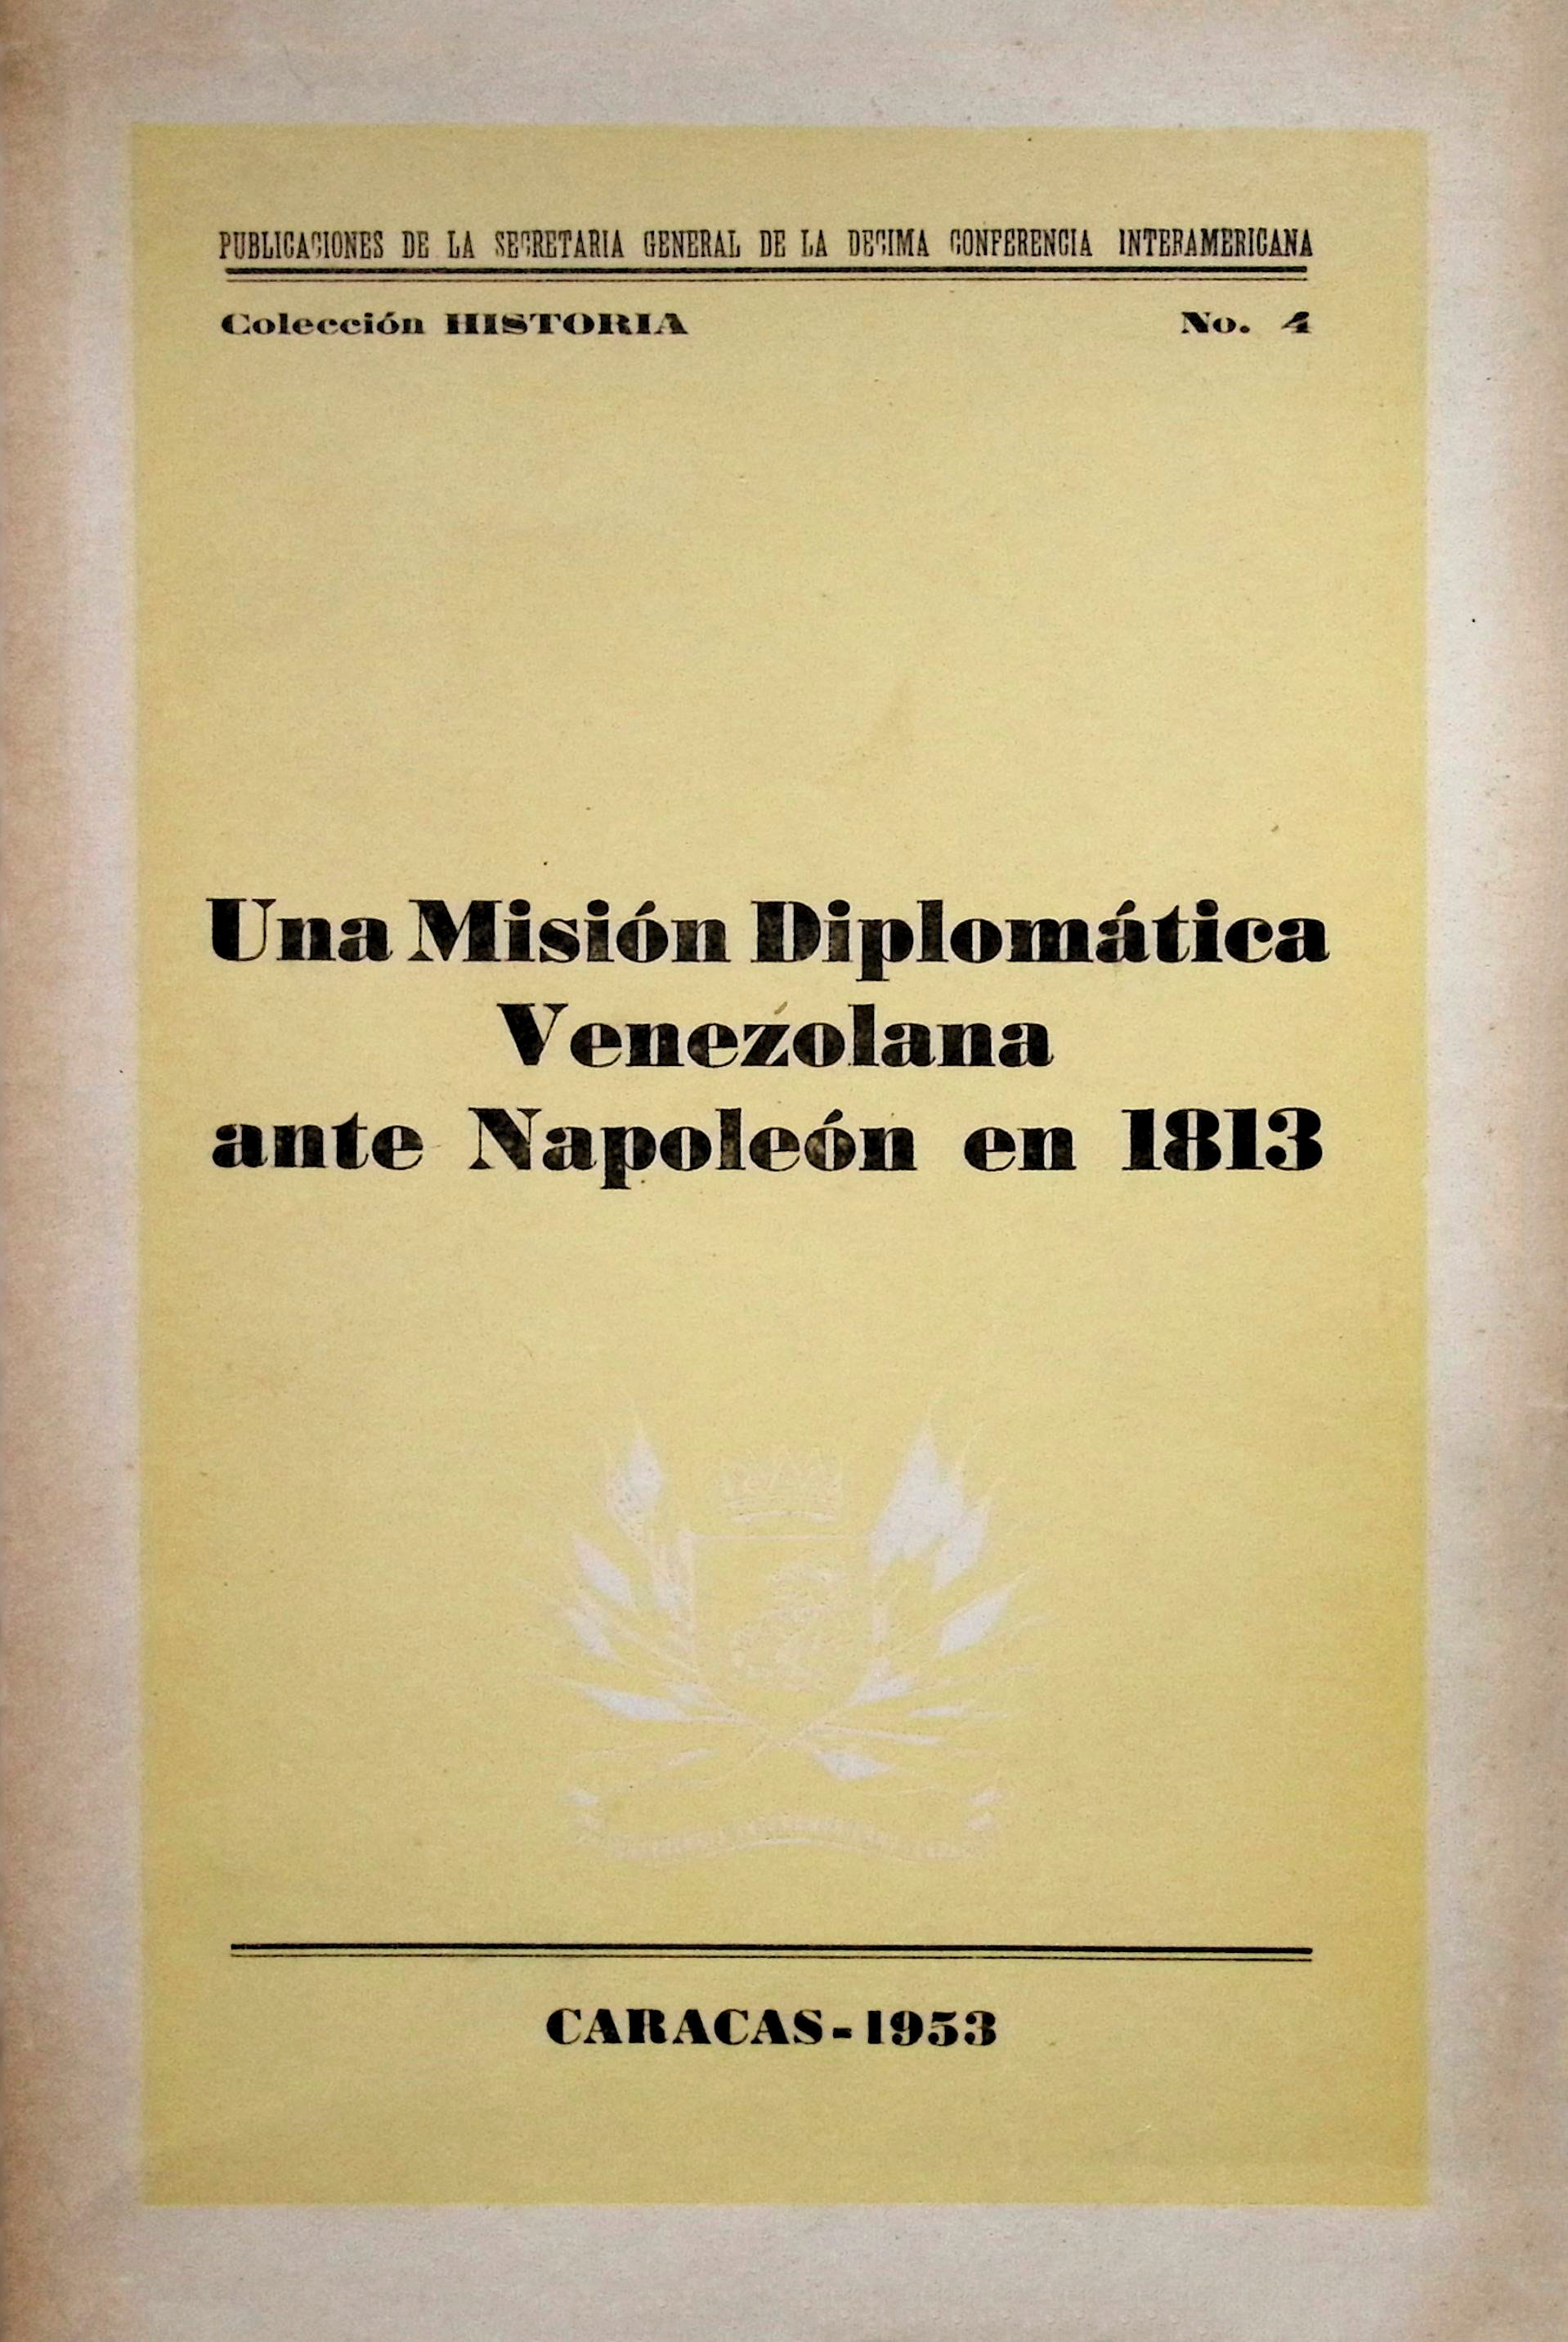 PUBLICACIONES DE LA SECRETARIA GENERAL DE LA DECIMA CONFERENCIA INTERAMERICANA
Colección HISTORIA No. 4
Una Misión Diplomática
Venezolana
ante Napoleón en 1813
CARACAS-1953